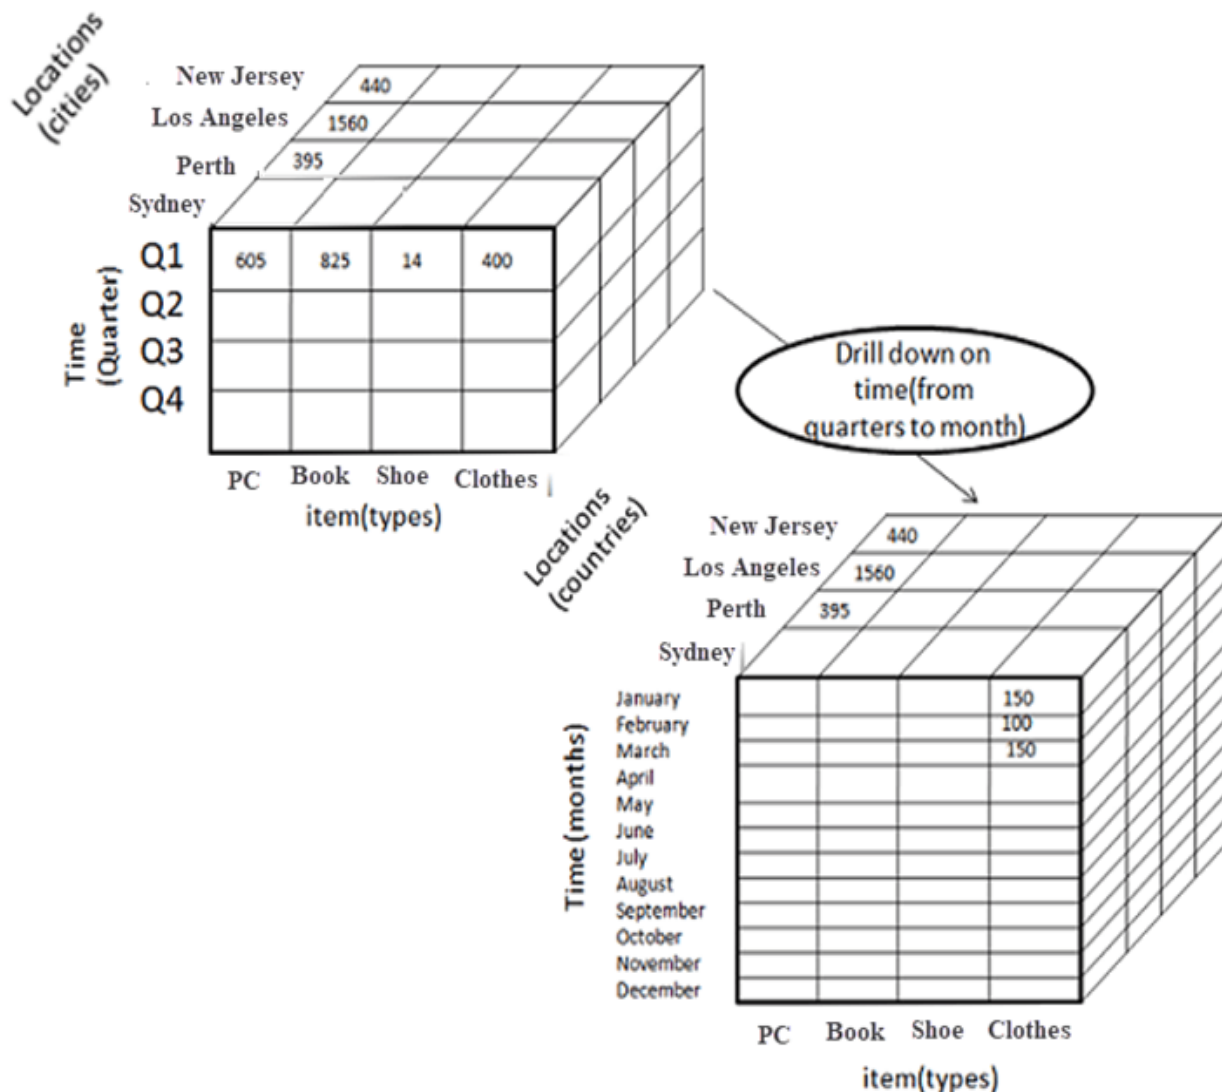 Locations
(cities)
New Jersey
Los Angeles
Perth
Sydney
440
1560
395
Time
(Quarter)
Q1
Q2
Q3
Q4
605 825 14 400
PC Book Shoe Clothes
item(types)
Drill down on
time(from
quarters to month)
Locations
(countries)
New Jersey
Los Angeles
Perth
Sydney
440
1560
395
Time (months)
January 150
February 100
March 150
April
May
June
July
August
September
October
November
December
PC Book Shoe Clothes
item(types)